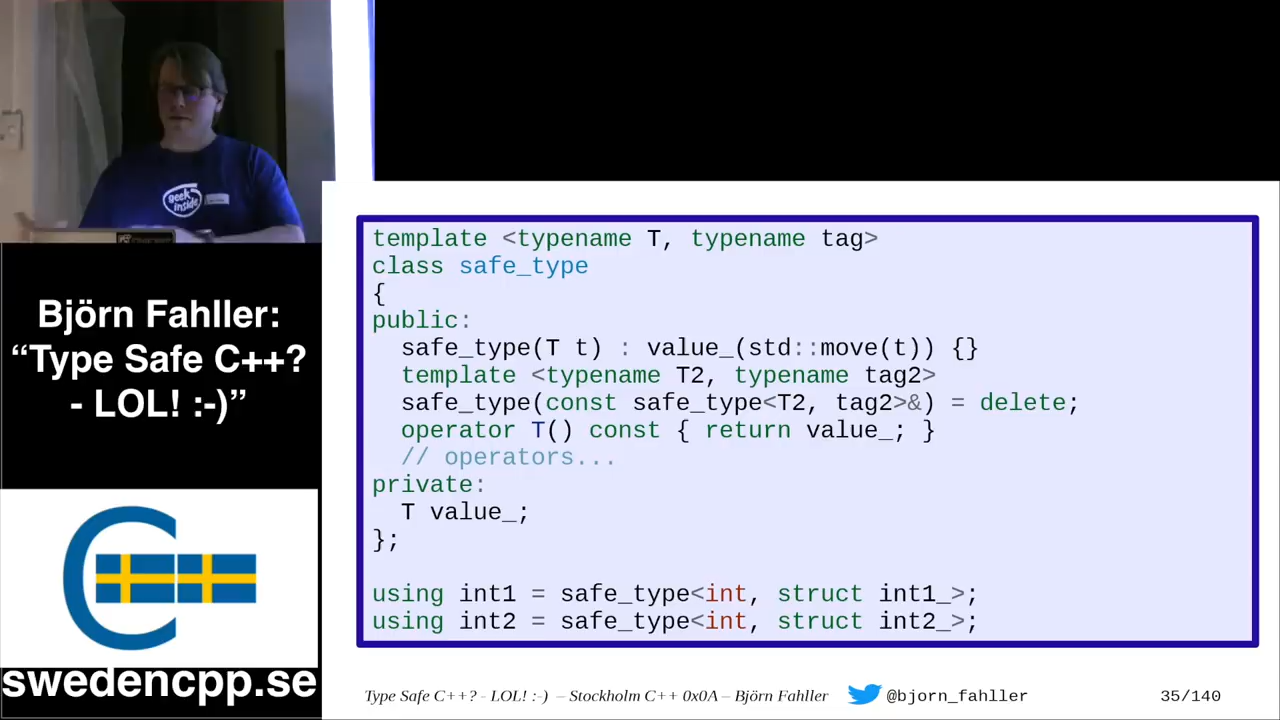 geek
inside
Björn Fahller:
“Type Safe C++?
- LOL! :-)”
swedencpp.se
template <typename T, typename tag>
class safe_type
{
public:
safe_type(T t) : value_(std::move(t)) {}
template <typename T2, typename tag2>
safe_type(const safe_type<T2, tag2>&) = delete;
operator T() const { return value_; }
// operators...
private:
T value_;
};
using int1 = safe_type<int, struct int1_>;
using int2 = safe_type<int, struct int2_>;
Type Safe C++? - LOL! :-) – Stockholm C++ 0x0A – Björn Fahller @bjorn_fahller 35/140